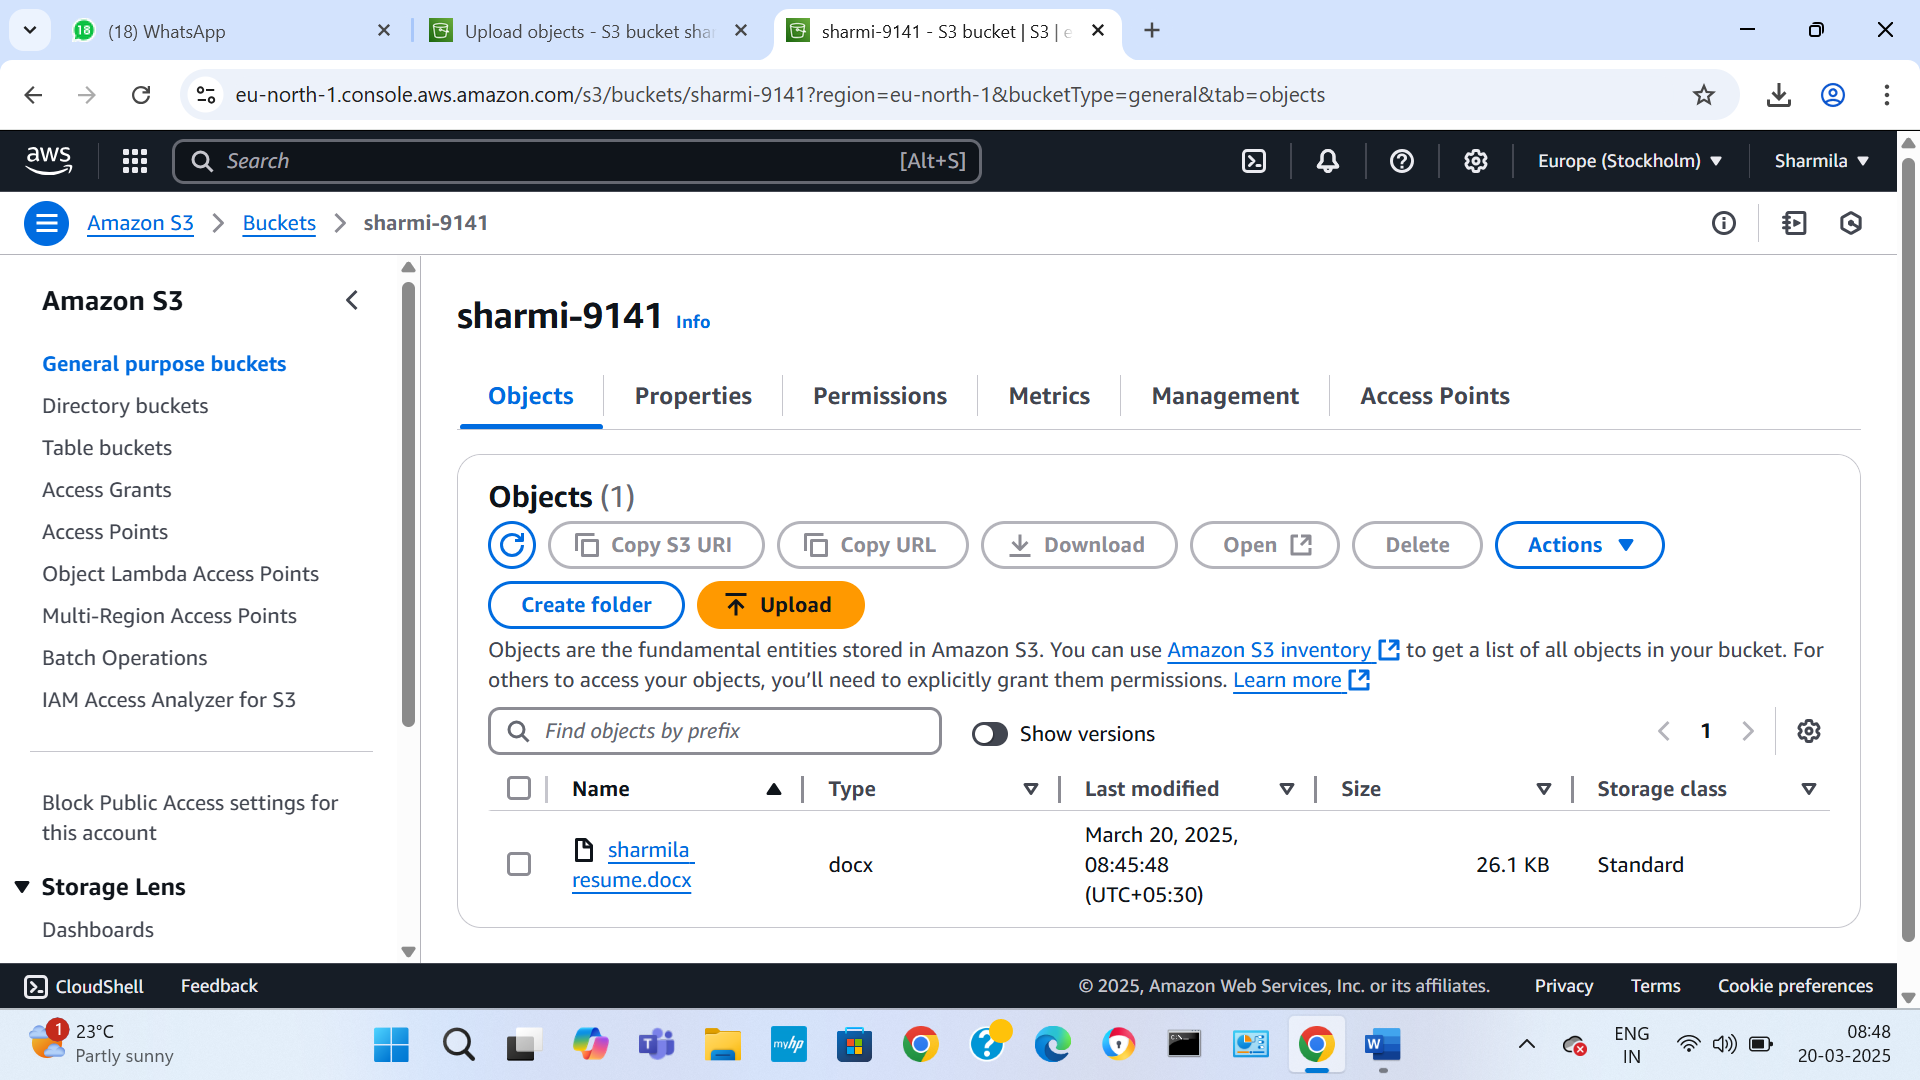 18
(18) WhatsApp
Upload objects - S3 bucket shar
sharmi-9141 - S3 bucket | S3 | e
eu-north-1.console.aws.amazon.com/s3/buckets/sharmi-9141?region=eu-north-1&bucketType=general&tab=objects
aws
Search
[Alt+S]
Europe (Stockholm)
Sharmila
Amazon S3
Buckets
sharmi-9141
Amazon S3
General purpose buckets
Directory buckets
Table buckets
Access Grants
Access Points
Object Lambda Access Points
Multi-Region Access Points
Batch Operations
IAM Access Analyzer for S3
Block Public Access settings for
this account
Storage Lens
Dashboards
sharmi-9141 Info
Objects
Properties
Permissions
Metrics
Management
Access Points
Objects (1)
Copy S3 URI
Copy URL
Download
Open
Delete
Actions
Create folder
Upload
Objects are the fundamental entities stored in Amazon S3. You can use Amazon S3 inventory to get a list of all objects in your bucket. For
others to access your objects, you’ll need to explicitly grant them permissions. Learn more
Find objects by prefix
Show versions
1
Name
Type
Last modified
Size
Storage class
sharmila
resume.docx
docx
March 20, 2025,
08:45:48
(UTC+05:30)
26.1 KB
Standard
CloudShell
Feedback
© 2025, Amazon Web Services, Inc. or its affiliates.
Privacy
Terms
Cookie preferences
1
23°C
Partly sunny
myhp
ENG
IN
08:48
20-03-2025